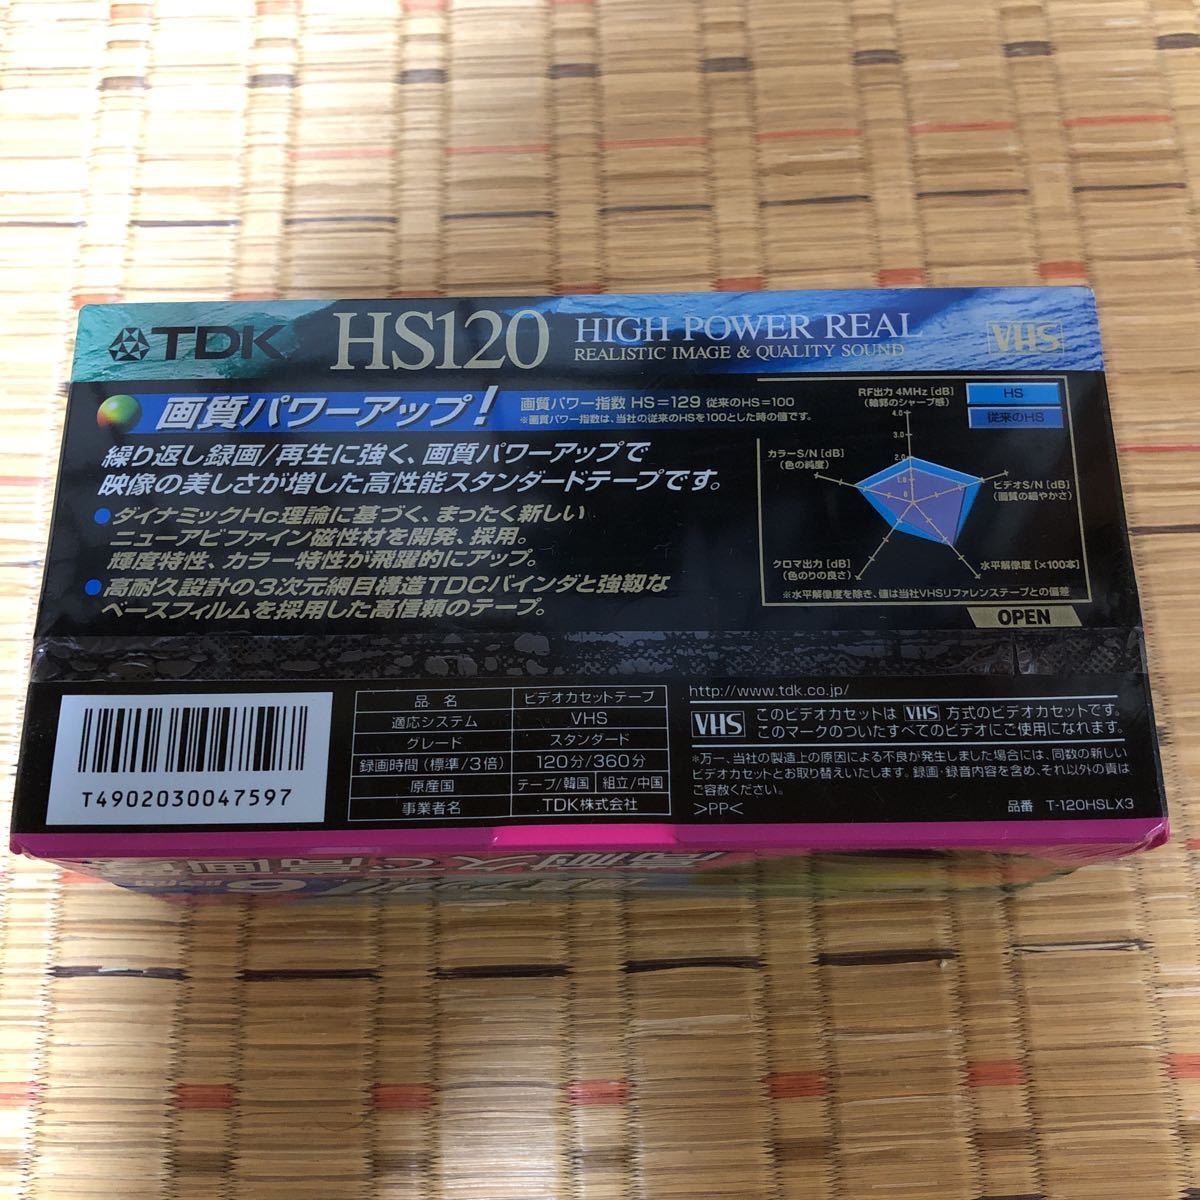 TDK HS120 HIGH POWER REAL VHS
REALISTIC IMAGE & QUALITY SOUND
画質パワーアップ! 画質パワー指数 HS=129 従来のHS=100
※画質パワー指数は、当社の従来のHSを100とした時の値です。
繰り返し録画/再生に強く、画質パワーアップで
映像の美しさが増した高性能スタンダードテープです。
●ダイナミックHc理論に基づく、まったく新しい
ニューアビファイン磁性材を開発、採用。
輝度特性、カラー特性が飛躍的にアップ。
●高耐久設計の3次元網目構造TDCバインダと強靱な
ベースフィルムを採用した高信頼のテープ。
RF出力 4MHz [dB]
(輪郭のシャープ感)
HS
従来のHS
4.0
3.0
2.0
1.0
0
カラーS/N [dB]
(色の純度)
ビデオS/N [dB]
(画質の細やかさ)
クロマ出力 [dB]
(色のりの良さ)
水平解像度 [×100本]
※水平解像度を除き、値は当社VHSリファレンステープとの偏差
OPEN
T4902030047597
品名 ビデオカセットテープ
適応システム VHS
グレード スタンダード
録画時間 (標準/3倍) 120分/360分
原産国 テープ/韓国 組立/中国
事業者名 TDK株式会社
http://www.tdk.co.jp/
VHS このビデオカセットは VHS 方式のビデオカセットです。
このマークのついたすべてのビデオにご使用になれます。
※万一、当社の製造上の原因による不良が発生しました場合には、同数の新しい
ビデオカセットとお取り替えいたします。録画・録音内容を含め、それ以外の責は
ご容赦ください。
>PP<
品番 T-120HSLX3